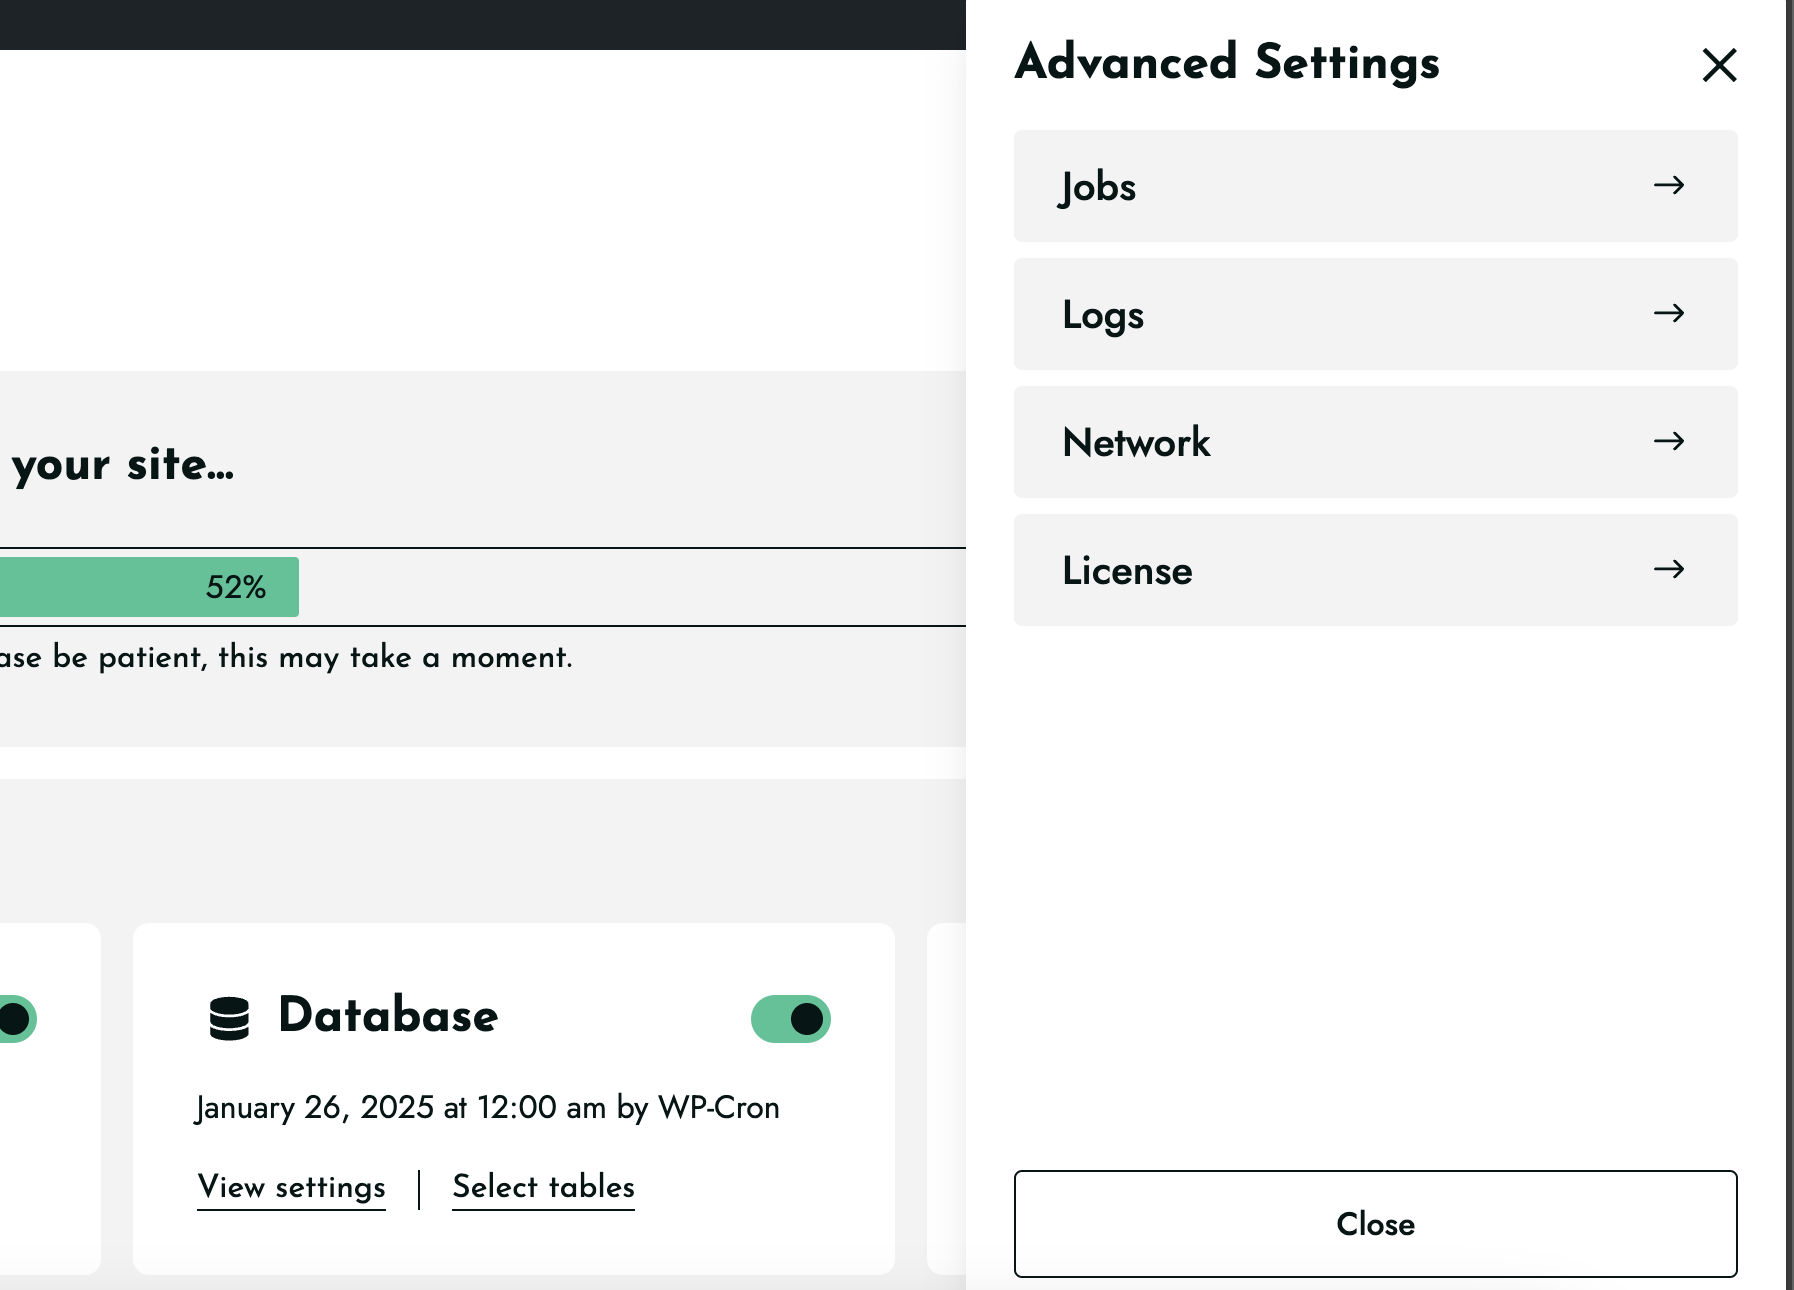 your site...
52%
ase be patient, this may take a moment.
Database
January 26, 2025 at 12:00 am by WP-Cron
View settings | Select tables
Advanced Settings
Jobs
Logs
Network
License
Close